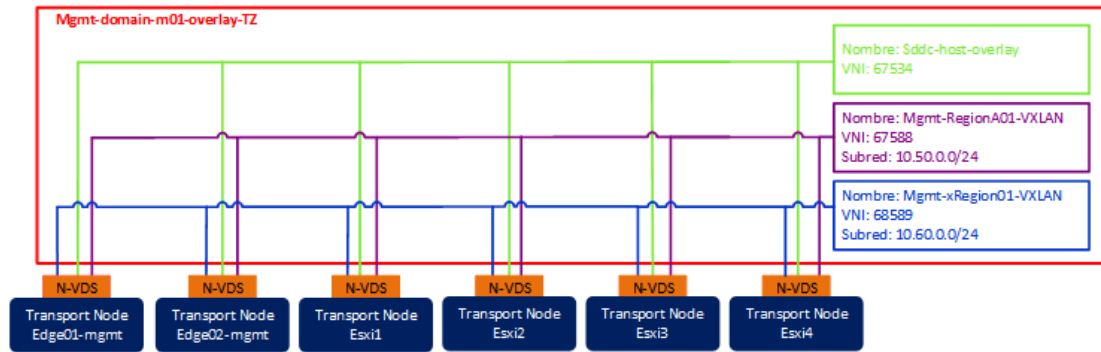 Mgmt-domain-m01-overlay-TZ
Nombre: Sddc-host-overlay
VNI: 67534
Nombre: Mgmt-RegionA01-VXLAN
VNI: 67588
Subred: 10.50.0.0/24
Nombre: Mgmt-xRegion01-VXLAN
VNI: 68589
Subred: 10.60.0.0/24
N-VDS
N-VDS
N-VDS
N-VDS
N-VDS
N-VDS
Transport Node
Edge01-mgmt
Transport Node
Edge02-mgmt
Transport Node
Esxi1
Transport Node
Esxi2
Transport Node
Esxi3
Transport Node
Esxi4